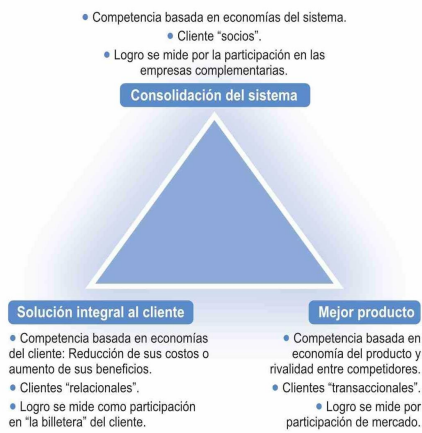 • Competencia basada en economías del sistema.
• Cliente “socios”.
• Logro se mide por la participación en las
empresas complementarias.
Consolidación del sistema
Solución integral al cliente
• Competencia basada en economías
del cliente: Reducción de sus costos o
aumento de sus beneficios.
• Clientes “relacionales”.
• Logro se mide como participación
en “la billetera” del cliente.
Mejor producto
• Competencia basada en
economía del producto y
rivalidad entre competidores.
• Clientes “transaccionales”.
• Logro se mide por
participación de mercado.